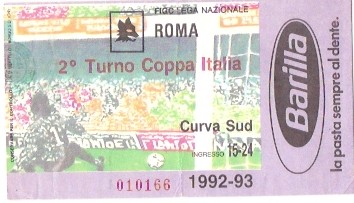 FIGC LEGA NAZIONALE
ROMA
2° Turno Coppa Italia
Curva Sud
INGRESSO 16-24
010166 1992-93
Barilla
la pasta sempre al dente.